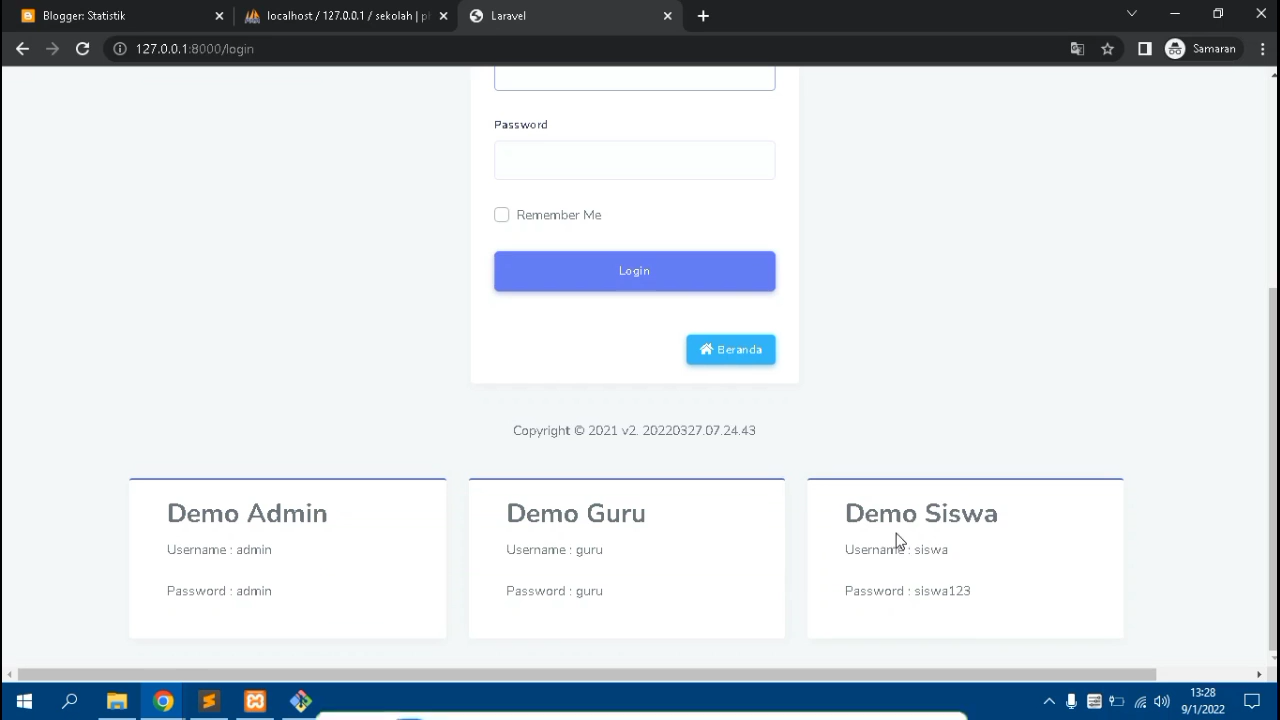 Blogger: Statistik
localhost / 127.0.0.1 / sekolah | p
Laravel
127.0.0.1:8000/login
Samaran
Password
Remember Me
Login
Beranda
Copyright © 2021 v2. 20220327.07.24.43
Demo Admin
Username : admin
Password : admin
Demo Guru
Username : guru
Password : guru
Demo Siswa
Username : siswa
Password : siswa123
13:28
9/1/2022